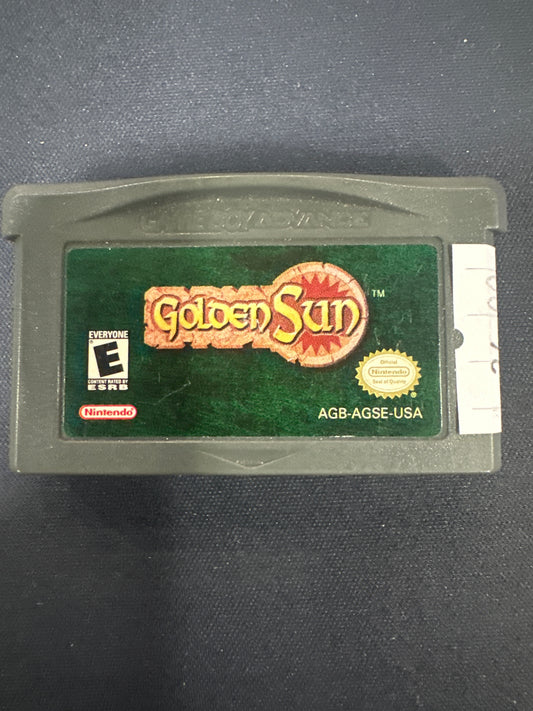 GAME BOY ADVANCE
GOLDEN SUN TM
EVERYONE
E
CONTENT RATED BY
ESRB
Nintendo
Official
Nintendo
Seal of Quality
®
AGB-AGSE-USA